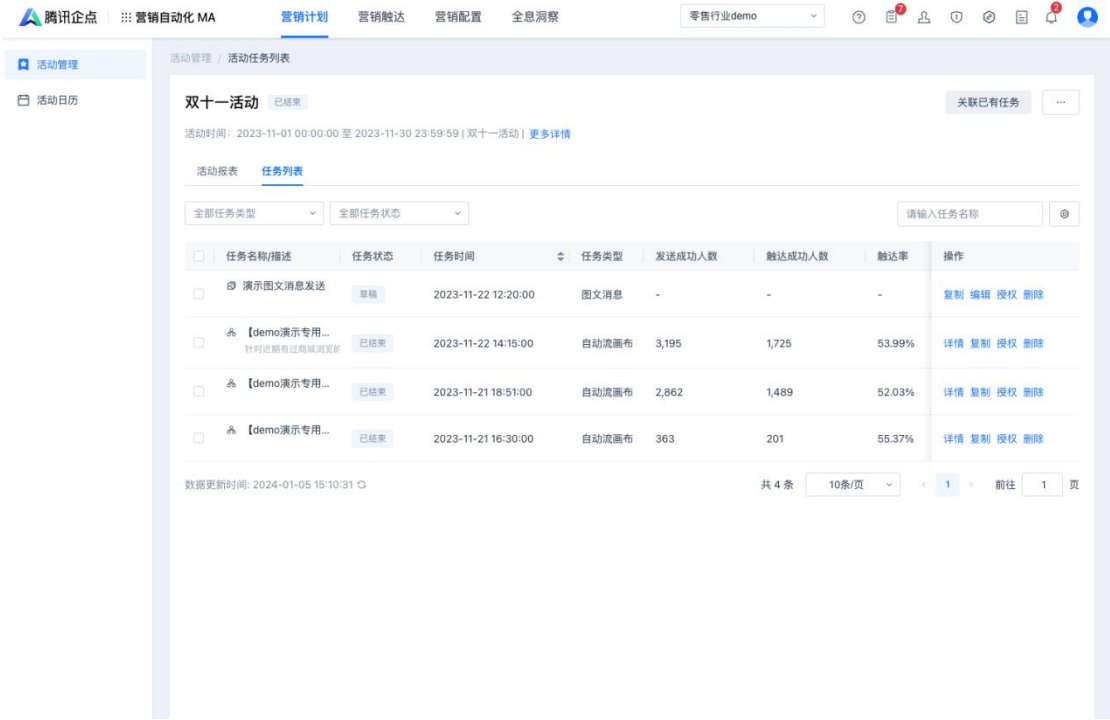 腾讯企点 营销自动化 MA 营销计划 营销触达 营销配置 全息洞察 零售行业demo 7 2
活动管理
活动日历
活动管理 / 活动任务列表
双十一活动 已结束 关联已有任务 ...
活动时间: 2023-11-01 00:00:00 至 2023-11-30 23:59:59 | 双十一活动 | 更多详情
活动报表 任务列表
全部任务类型 全部任务状态 请输入任务名称
任务名称/描述 任务状态 任务时间 任务类型 发送成功人数 触达成功人数 触达率 操作
演示图文消息发送 草稿 2023-11-22 12:20:00 图文消息 - - - 复制 编辑 授权 删除
【demo演示专用... 已结束 2023-11-22 14:15:00 自动流画布 3,195 1,725 53.99% 详情 复制 授权 删除
针对近期有过商城浏览的
【demo演示专用... 已结束 2023-11-21 18:51:00 自动流画布 2,862 1,489 52.03% 详情 复制 授权 删除
【demo演示专用... 已结束 2023-11-21 16:30:00 自动流画布 363 201 55.37% 详情 复制 授权 删除
数据更新时间: 2024-01-05 15:10:31 共 4 条 10条/页 < 1 > 前往 1 页